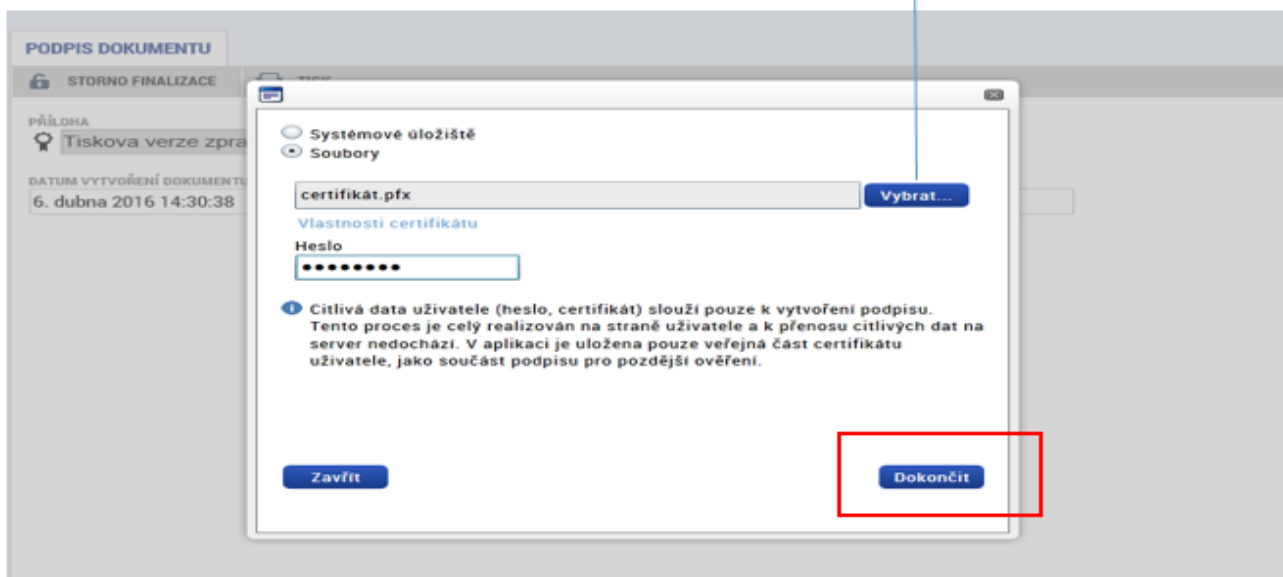 PODPIS DOKUMENTU
STORNO FINALIZACE
TISK
PŘÍLOHA
Tiskova verze zpra
DATUM VYTVOŘENÍ DOKUMENTU
6. dubna 2016 14:30:38
Systémové úložiště
Soubory
certifikát.pfx
Vybrat...
Vlastnosti certifikátu
Heslo
Citlivá data uživatele (heslo, certifikát) slouží pouze k vytvoření podpisu.
Tento proces je celý realizován na straně uživatele a k přenosu citlivých dat na
server nedochází. V aplikaci je uložena pouze veřejná část certifikátu
uživatele, jako součást podpisu pro pozdější ověření.
Zavřít
Dokončit